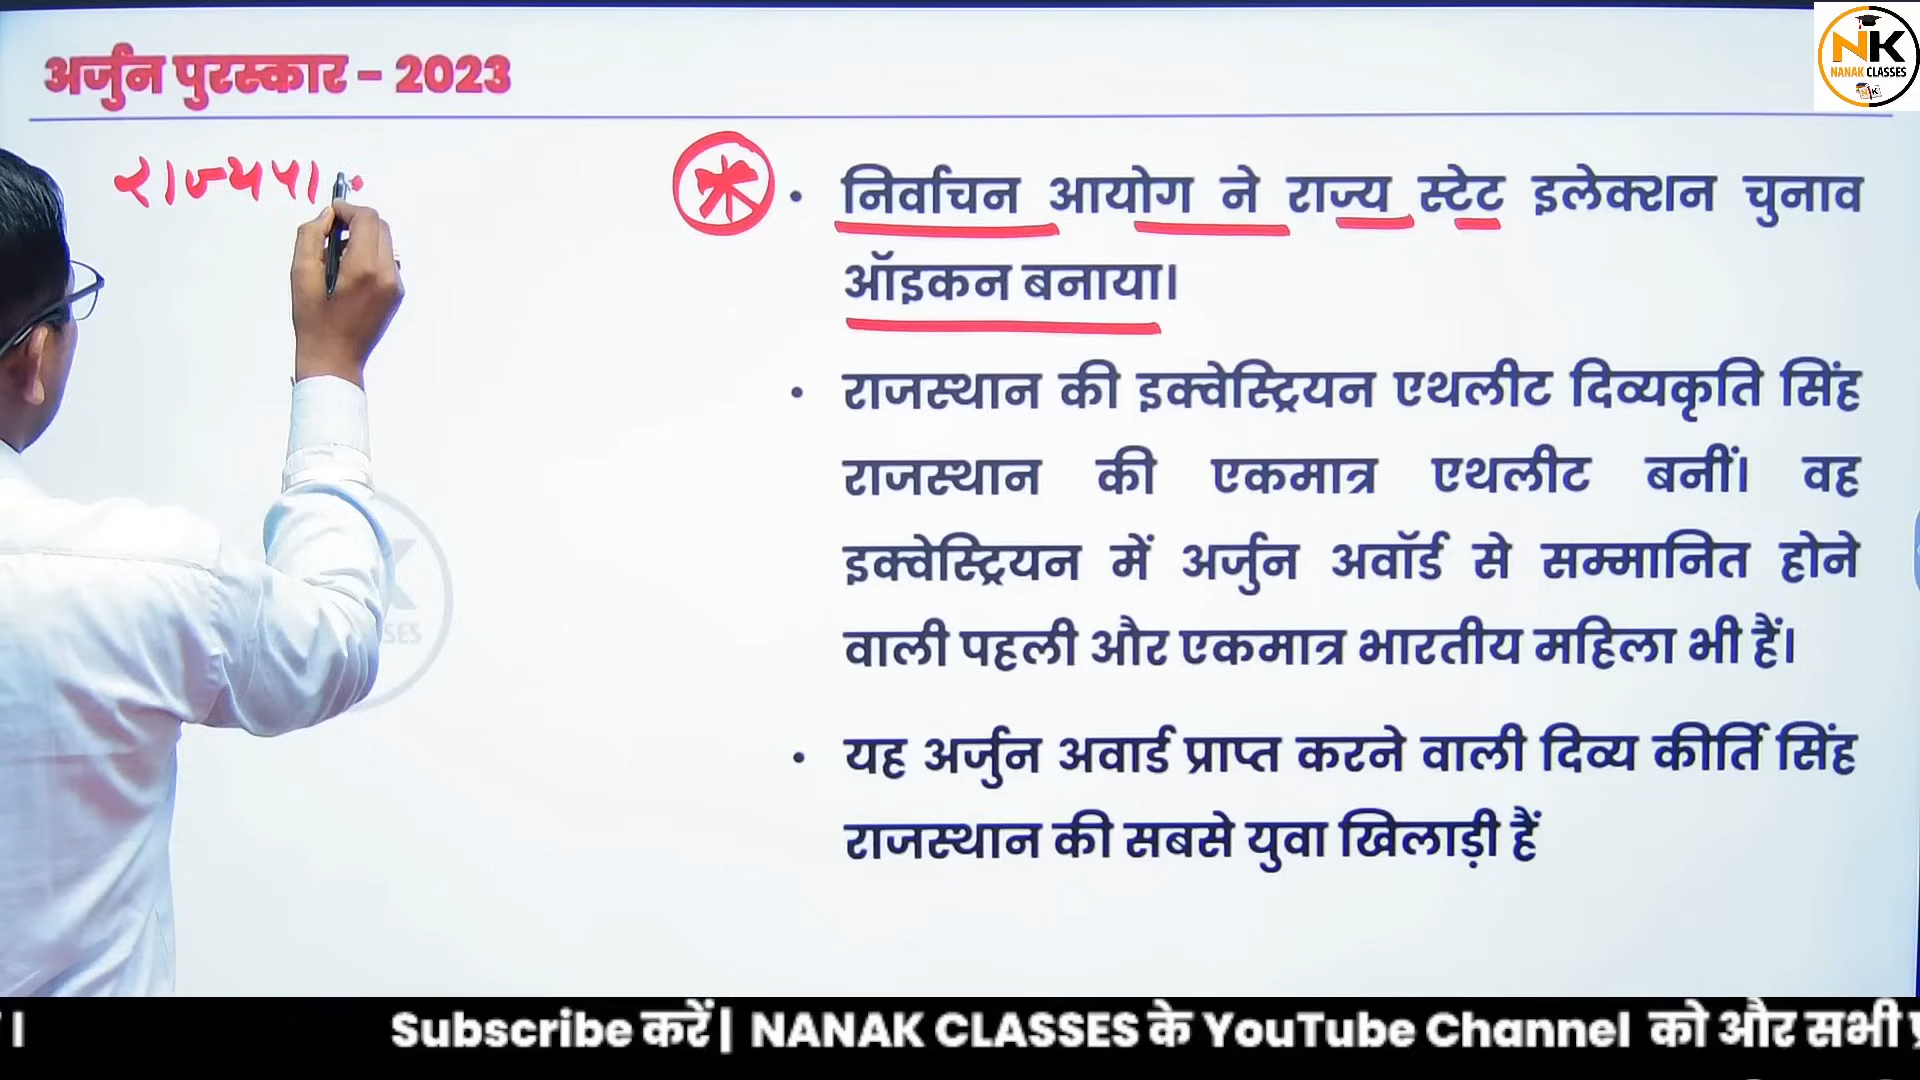 अर्जुन पुरस्कार – 2023
NK
NANAK CLASSES
राज्यपा
• निर्वाचन आयोग ने राज्य स्टेट इलेक्शन चुनाव
ऑइकन बनाया।
• राजस्थान की इक्वेस्ट्रियन एथलीट दिव्यकृति सिंह
राजस्थान की एकमात्र एथलीट बनीं। वह
इक्वेस्ट्रियन में अर्जुन अवॉर्ड से सम्मानित होने
वाली पहली और एकमात्र भारतीय महिला भी हैं।
• यह अर्जुन अवार्ड प्राप्त करने वाली दिव्य कीर्ति सिंह
राजस्थान की सबसे युवा खिलाड़ी हैं
Subscribe करें| NANAK CLASSES के YouTube Channel को और सभी